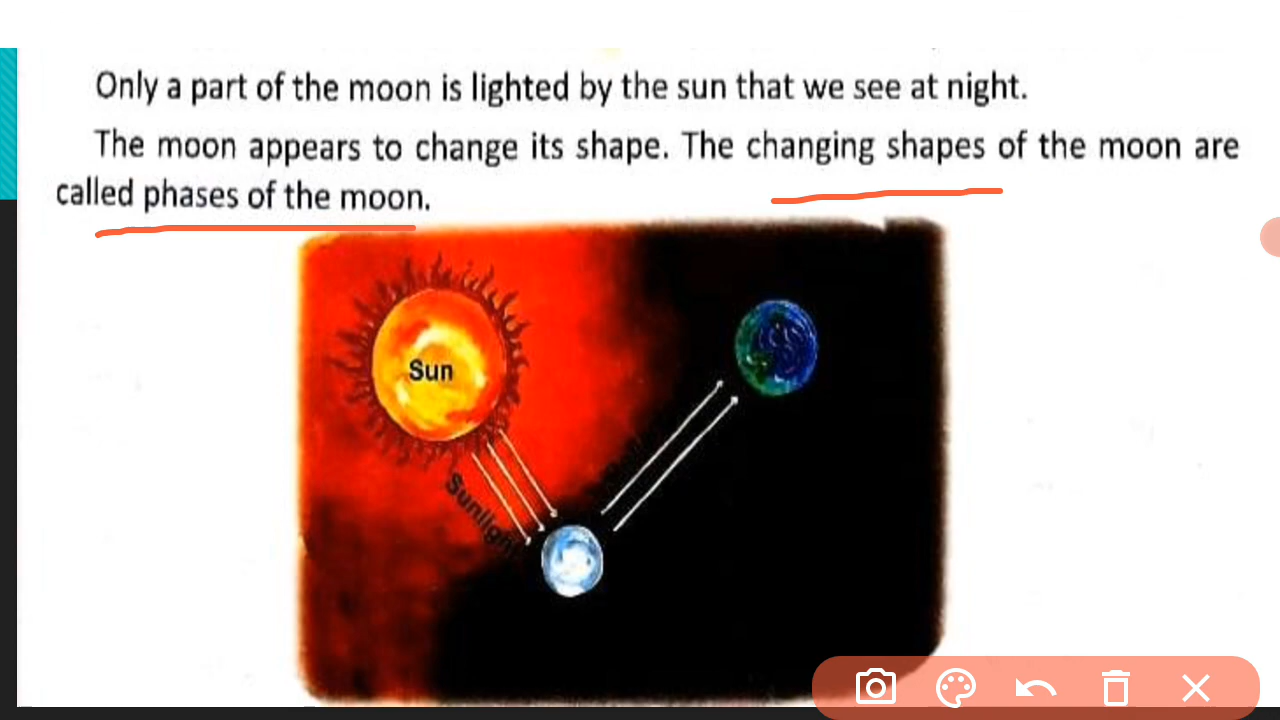 Only a part of the moon is lighted by the sun that we see at night.
The moon appears to change its shape. The changing shapes of the moon are
called phases of the moon.
Sun
Sunlight